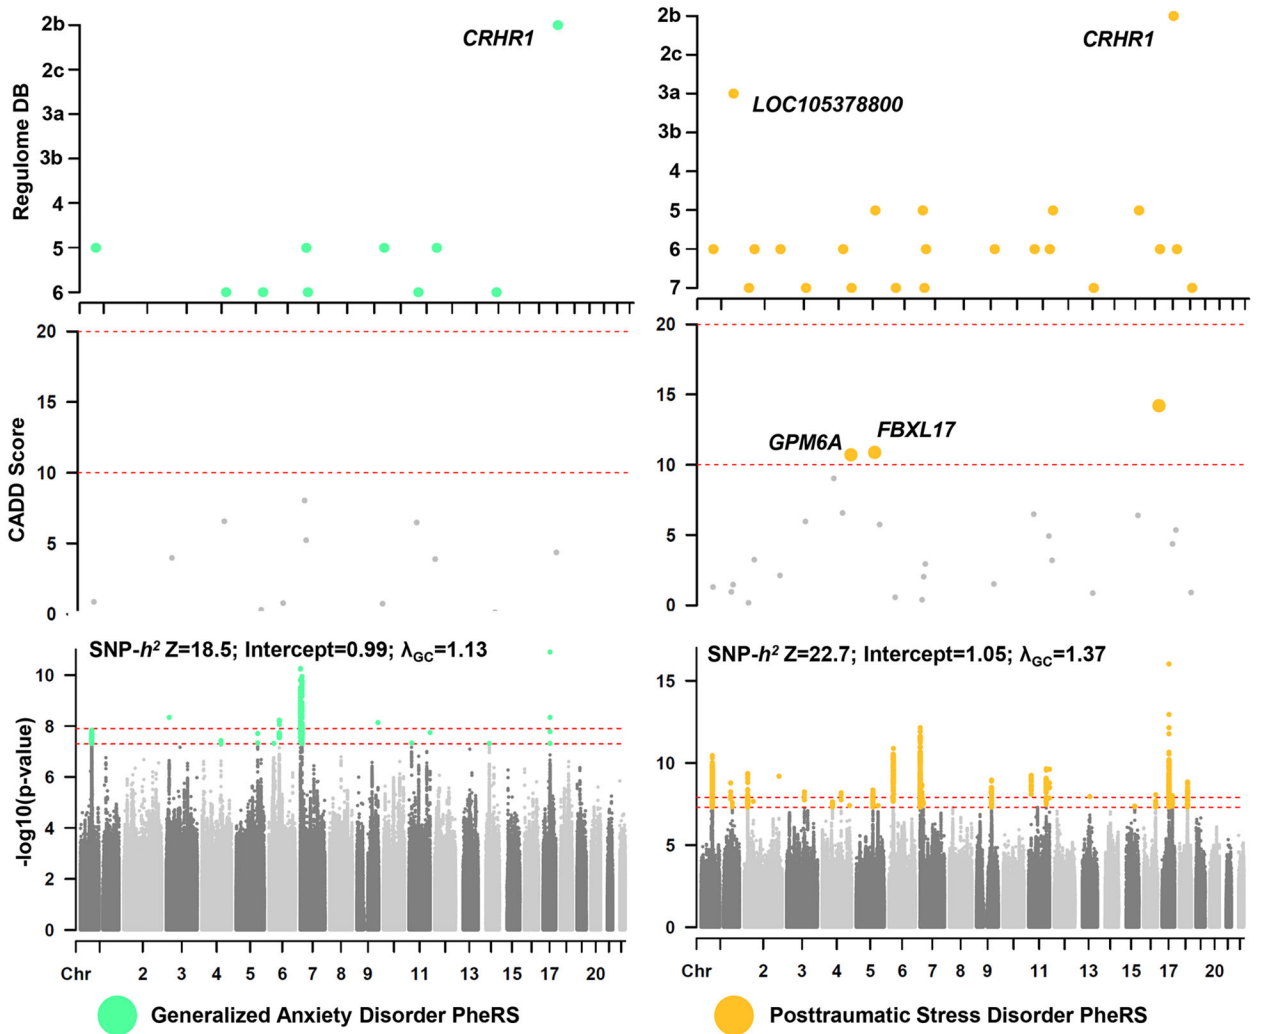 Regulome DB
2b
2c
3a
3b
4
5
6
CRHR1
2b
2c
3a
3b
4
5
6
7
CRHR1
LOC105378800
CADD Score
20
15
10
5
0
20
15
10
5
0
GPM6A
FBXL17
-log10(p-value)
SNP-h² Z=18.5; Intercept=0.99; λGC=1.13
10
8
6
4
2
0
Chr 2 3 4 5 6 7 9 11 13 15 17 20
SNP-h² Z=22.7; Intercept=1.05; λGC=1.37
15
10
5
0
Chr 2 3 4 5 6 7 9 11 13 15 17 20
Generalized Anxiety Disorder PheRS
Posttraumatic Stress Disorder PheRS